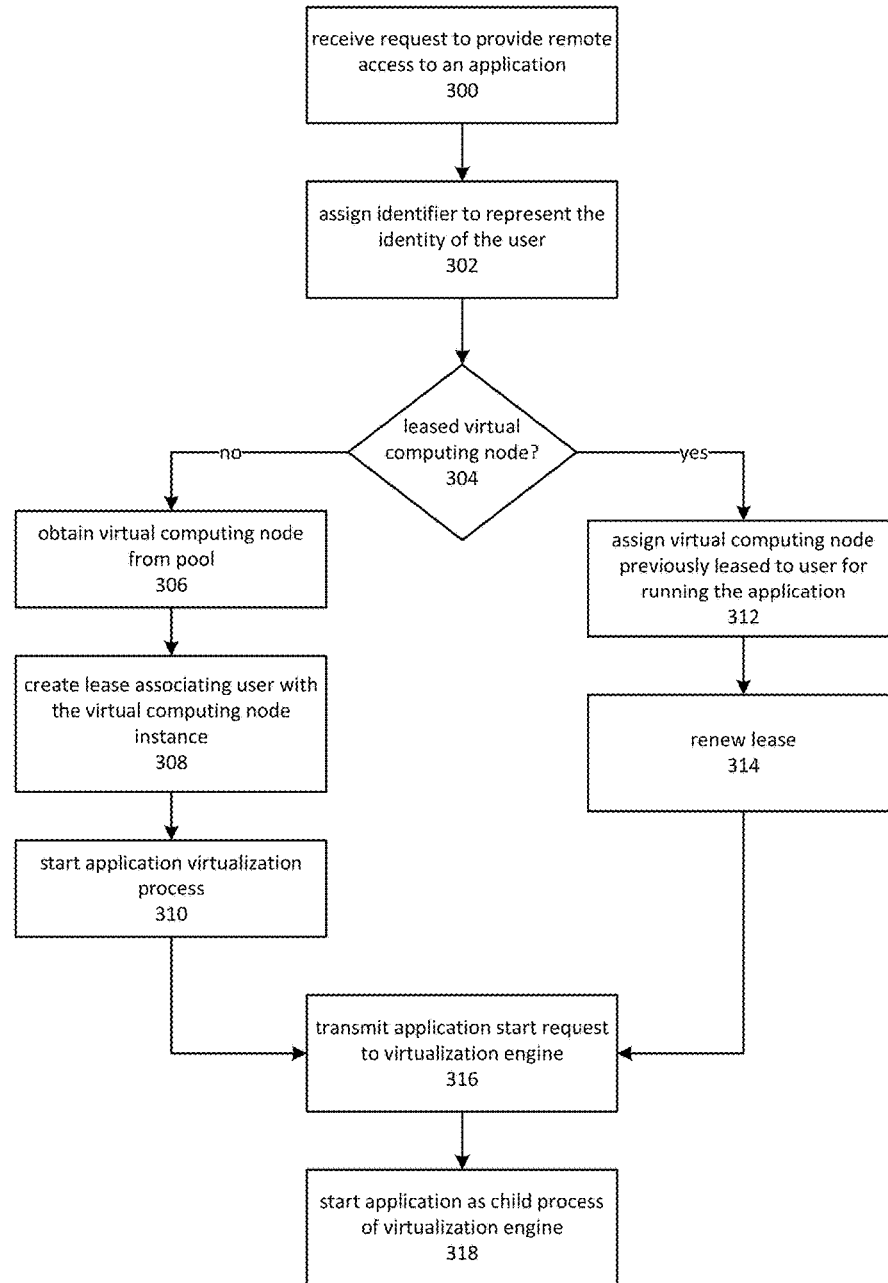 receive request to provide remote
access to an application
300
assign identifier to represent the
identity of the user
302
leased virtual
computing node?
304
no
yes
obtain virtual computing node
from pool
306
assign virtual computing node
previously leased to user for
running the application
312
create lease associating user with
the virtual computing node
instance
308
renew lease
314
start application virtualization
process
310
transmit application start request
to virtualization engine
316
start application as child process
of virtualization engine
318